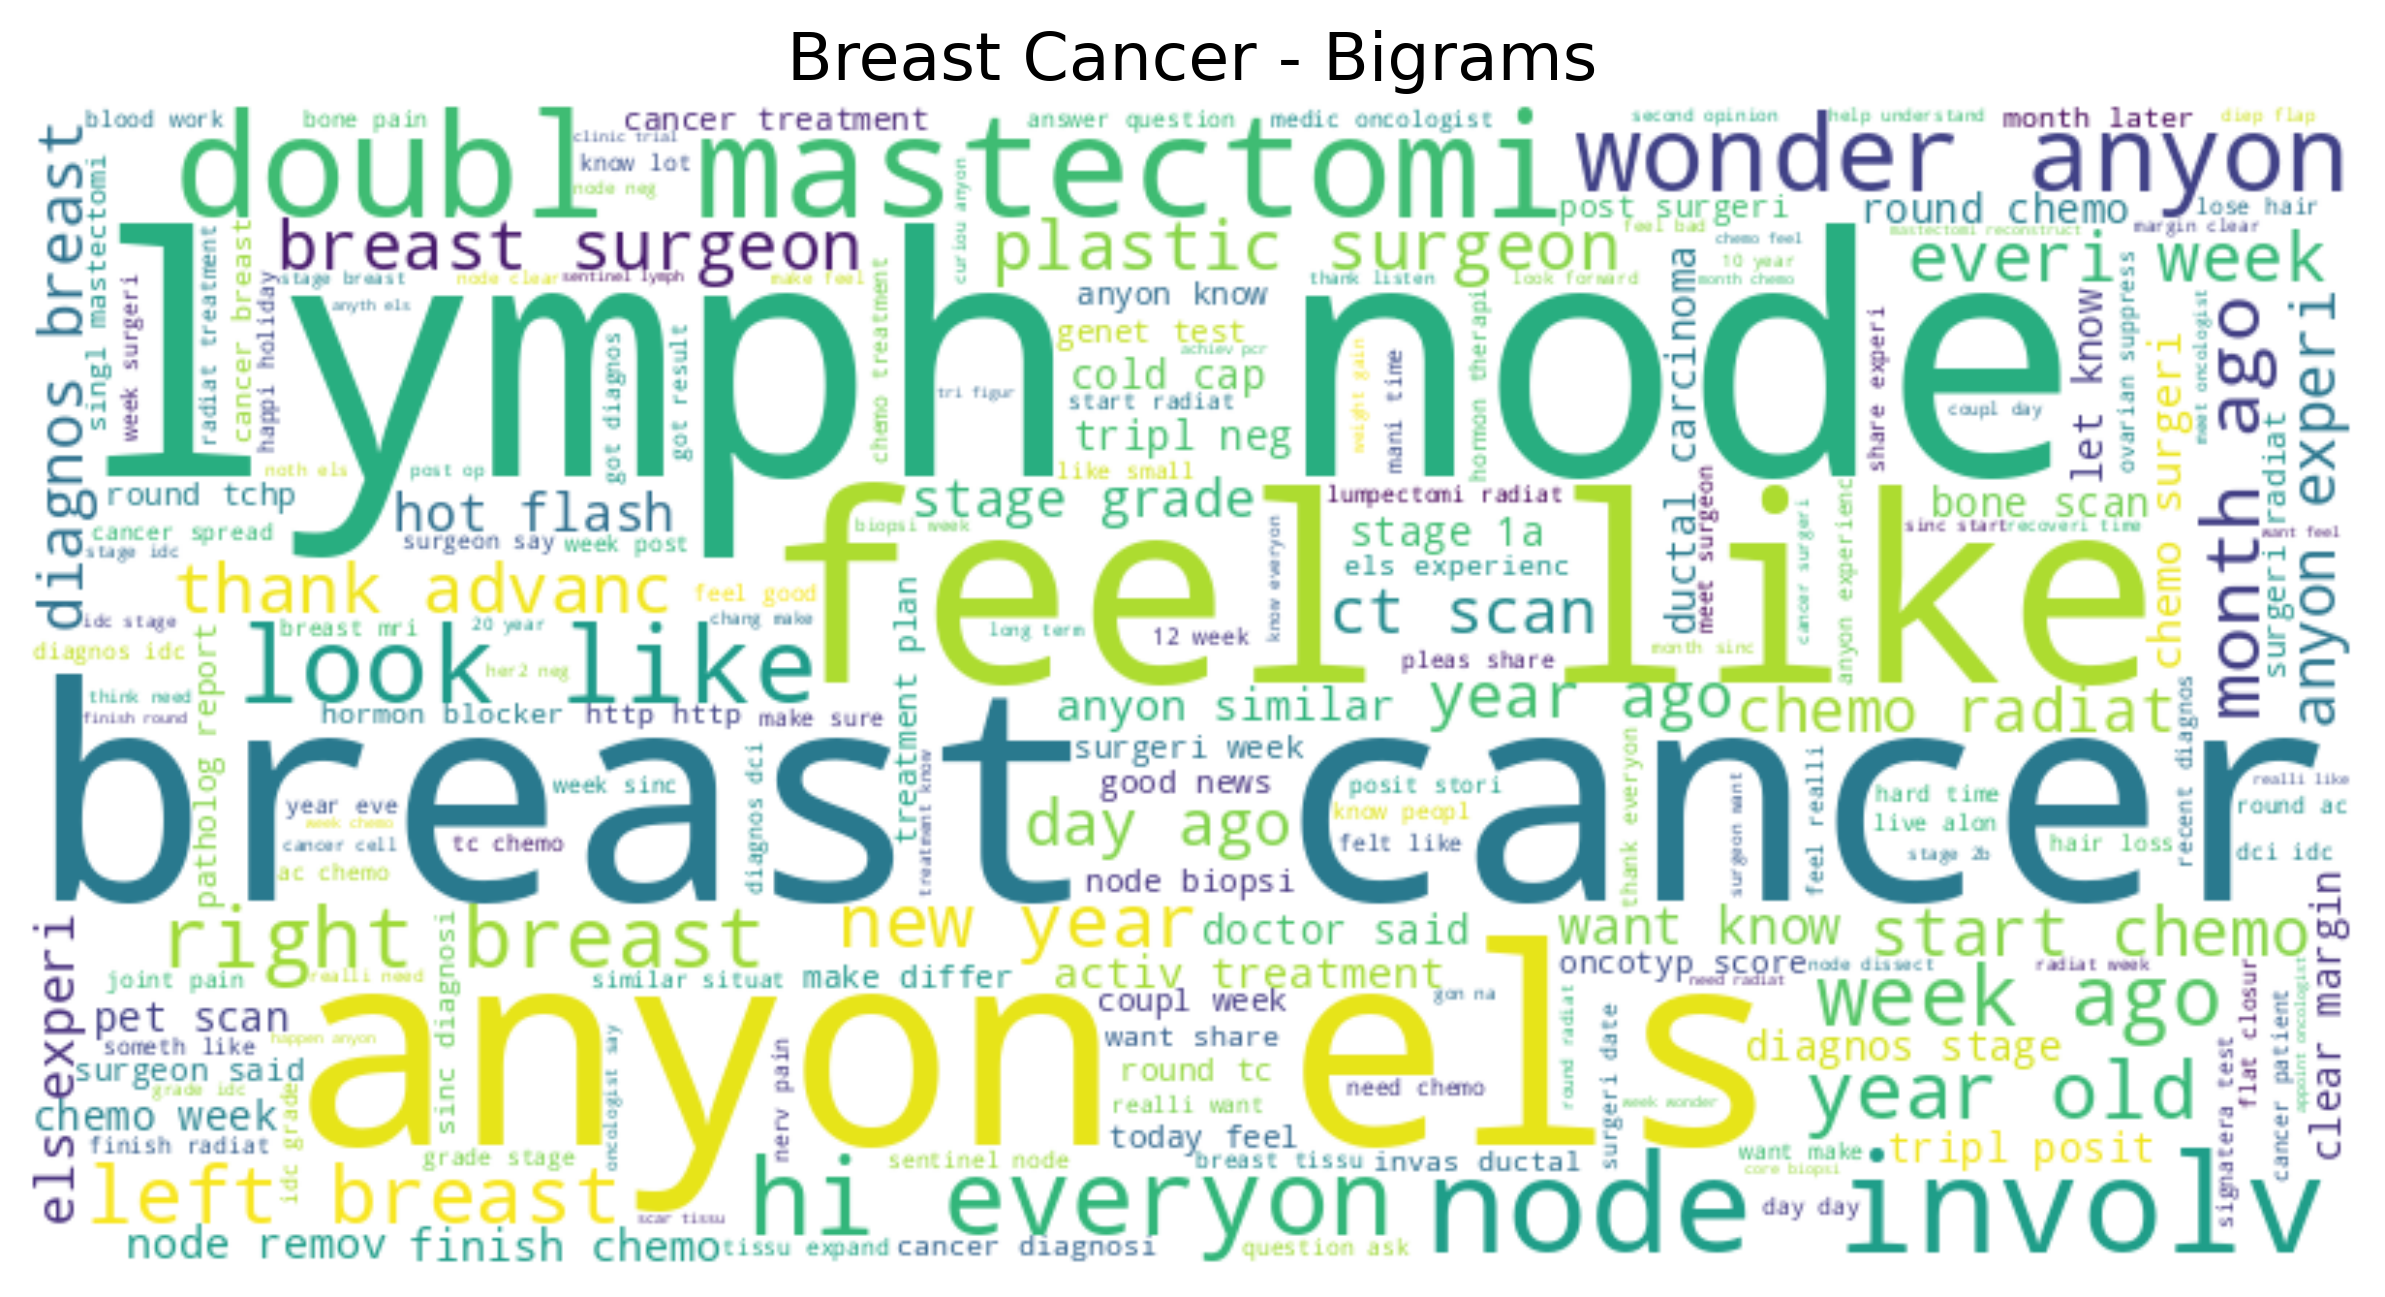 Breast Cancer - Bigrams
blood work
bone pain
cancer treatment
answer question
medic oncologist
second opinion
help understand
month later
diep flap
clinic trial
know lot
node neg
doubl mastectomi
wonder anyon
diagnos breast
singl mastectomi
curiou anyon
post surgeri
round chemo
lose hair
margin clear
breast surgeon
plastic surgeon
feel bad
chemo feel
mastectomi reconstruct
everi week
week surgeri
radiat treatment
cancer breast
happi holiday
stage breast
node clear
sentinel lymph
make feel
thank listen
look forward
10 year
month chemo
anyth els
lymph node
anyon know
genet test
achiev pcr
cold cap
start radiat
tripl neg
like small
got diagnos
got result
chemo treatment
tri figur
weight gain
mani time
hormon therapi
ductal carcinoma
share experi
coupl day
let know
ovarian suppress
chemo surgeri
meet oncologist
month ago
surgeri radiat
anyon experi
noth els
post op
round tchp
hot flash
stage grade
lumpectomi radiat
bone scan
cancer spread
surgeon say
week post
biopsi week
stage 1a
sinc start
recoveri time
want feel
stage idc
els experienc
thank advanc
feel good
feel like
know everyon
ct scan
meet surgeon
cancer surgeri
anyon experienc
idc stage
breast mri
20 year
chang make
long term
12 week
diagnos idc
look like
her2 neg
pleas share
month sinc
think need
patholog report
treatment plan
anyon similar
year ago
chemo radiat
finish round
hormon blocker
http http
make sure
recent diagnos
breast cancer
surgeri week
good news
posit stori
realli like
week sinc
diagnos dci
treatment know
year eve
week chemo
day ago
know peopl
thank everyon
surgeon want
feel realli
hard time
live alon
round ac
cancer cell
tc chemo
felt like
stage 2b
hair loss
dci idc
ac chemo
node biopsi
right breast
new year
doctor said
want know
start chemo
clear margin
els experi
joint pain
realli need
sinc diagnosi
similar situat
make differ
activ treatment
oncotyp score
node dissect
radiat week
need radiat
pet scan
coupl week
gon na
week ago
someth like
happen anyon
anyon els
want share
diagnos stage
surgeon said
round tc
need chemo
round radiat
surgeri date
flat closur
cancer patient
appoint oncologist
grade idc
idc grade
oncologist say
nerv pain
realli want
week wonder
year old
chemo week
finish radiat
today feel
signatera test
grade stage
sentinel node
breast tissu
invas ductal
want make
tripl posit
core biopsi
left breast
hi everyon
node involv
scar tissu
day day
node remov
finish chemo
tissu expand
cancer diagnosi
question ask